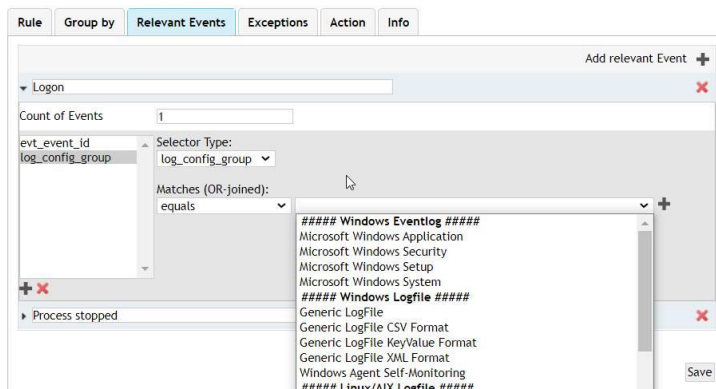 Rule Group by Relevant Events Exceptions Action Info
Add relevant Event
Logon
Count of Events 1
evt_event_id
log_config_group
Selector Type:
log_config_group
Matches (OR-joined):
equals
##### Windows Eventlog #####
Microsoft Windows Application
Microsoft Windows Security
Microsoft Windows Setup
Microsoft Windows System
##### Windows Logfile #####
Generic LogFile
Generic LogFile CSV Format
Generic LogFile KeyValue Format
Generic LogFile XML Format
Windows Agent Self-Monitoring
##### Linux/AIX Logfile #####
Process stopped
Save